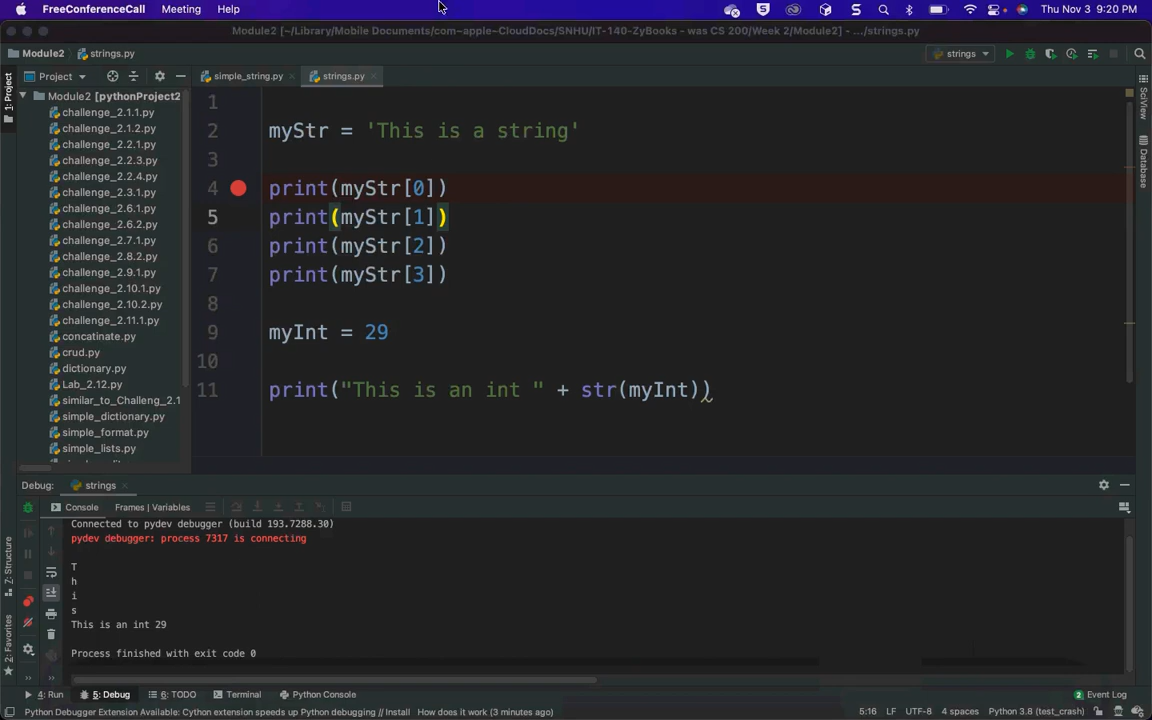 FreeConferenceCall Meeting Help Thu Nov 3 9:20 PM
Module2 [~/Library/Mobile Documents/com~apple~CloudDocs/SNHU/IT-140-ZyBooks - was CS 200/Week 2/Module2] - .../strings.py
Module2 strings.py strings
Project simple_string.py strings.py
1: Project
SciView
Database
Module2 [pythonProject2
challenge_2.1.1.py
challenge_2.1.2.py
challenge_2.2.1.py
challenge_2.2.3.py
challenge_2.2.4.py
challenge_2.3.1.py
challenge_2.6.1.py
challenge_2.6.2.py
challenge_2.7.1.py
challenge_2.8.2.py
challenge_2.9.1.py
challenge_2.10.1.py
challenge_2.10.2.py
challenge_2.11.1.py
concatinate.py
crud.py
dictionary.py
Lab_2.12.py
similar_to_Challeng_2.1
simple_dictionary.py
simple_format.py
simple_lists.py
1
2 myStr = 'This is a string'
3
4 print(myStr[0])
5 print(myStr[1])
6 print(myStr[2])
7 print(myStr[3])
8
9 myInt = 29
10
11 print("This is an int " + str(myInt))
Debug: strings
Console Frames | Variables
Connected to pydev debugger (build 193.7288.30)
pydev debugger: process 7317 is connecting
T
h
i
s
This is an int 29
Process finished with exit code 0
Z: Structure
2: Favorites
4: Run 5: Debug 6: TODO Terminal Python Console 2 Event Log
Python Debugger Extension Available: Cython extension speeds up Python debugging // Install How does it work (3 minutes ago) 5:16 LF UTF-8 4 spaces Python 3.8 (test_crash)